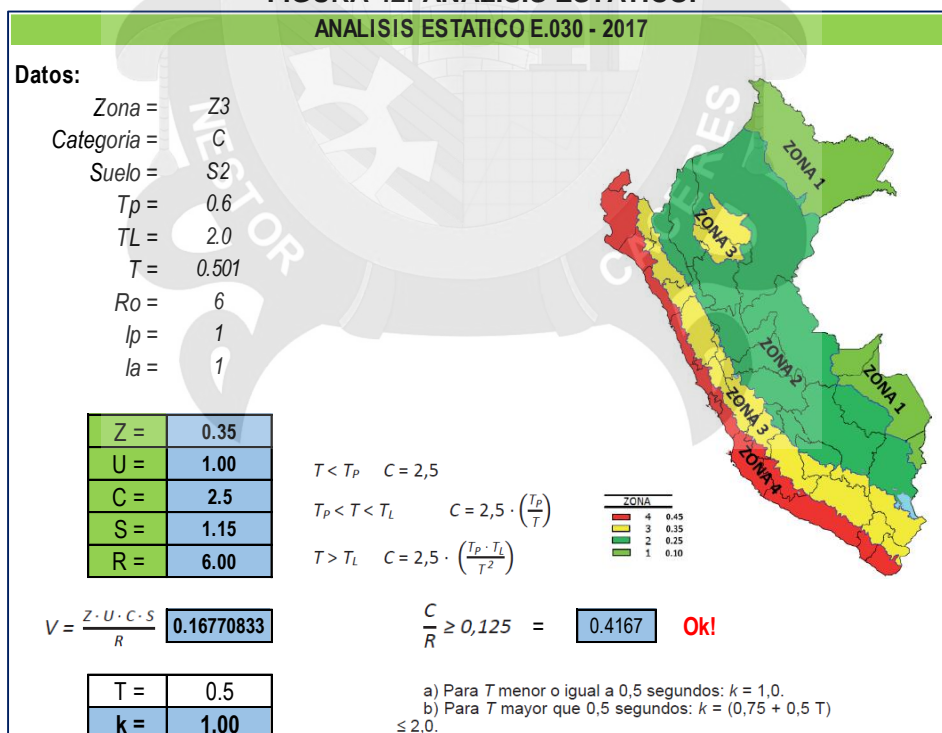 ANALISIS ESTATICO E.030 - 2017
Datos:
Zona = Z3
Categoria = C
Suelo = S2
Tp = 0.6
TL = 2.0
T = 0.501
Ro = 6
Ip = 1
Ia = 1
NESTOR
CACERES
ZONA 1
ZONA 3
ZONA 2
ZONA 1
ZONA 3
ZONA 4
Z = 0.35
U = 1.00
C = 2.5
S = 1.15
R = 6.00
T < TP C = 2,5
TP < T < TL C = 2,5 · (TP / T)
T > TL C = 2,5 · (TP · TL / T²)
ZONA
4 0.45
3 0.35
2 0.25
1 0.10
V = Z · U · C · S / R 0.16770833
C / R ≥ 0,125 = 0.4167 Ok!
T = 0.5
k = 1.00
a) Para T menor o igual a 0,5 segundos: k = 1,0.
b) Para T mayor que 0,5 segundos: k = (0,75 + 0,5 T)
≤ 2,0.